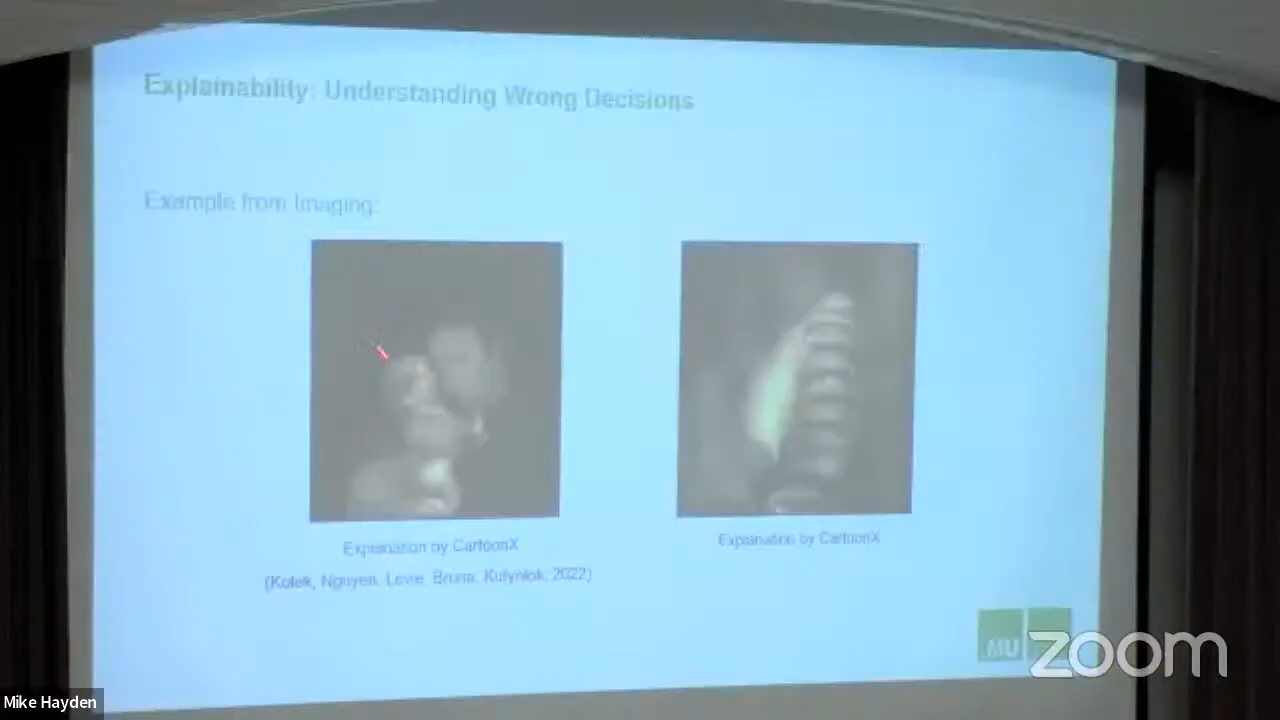 Explainability: Understanding Wrong Decisions
Example from Imaging:
Explanation by CartoonX
Explanation by CartoonX
(Kolek, Nguyen, Levie, Bruna, Kutyniok, 2022)
MU
zoom
Mike Hayden